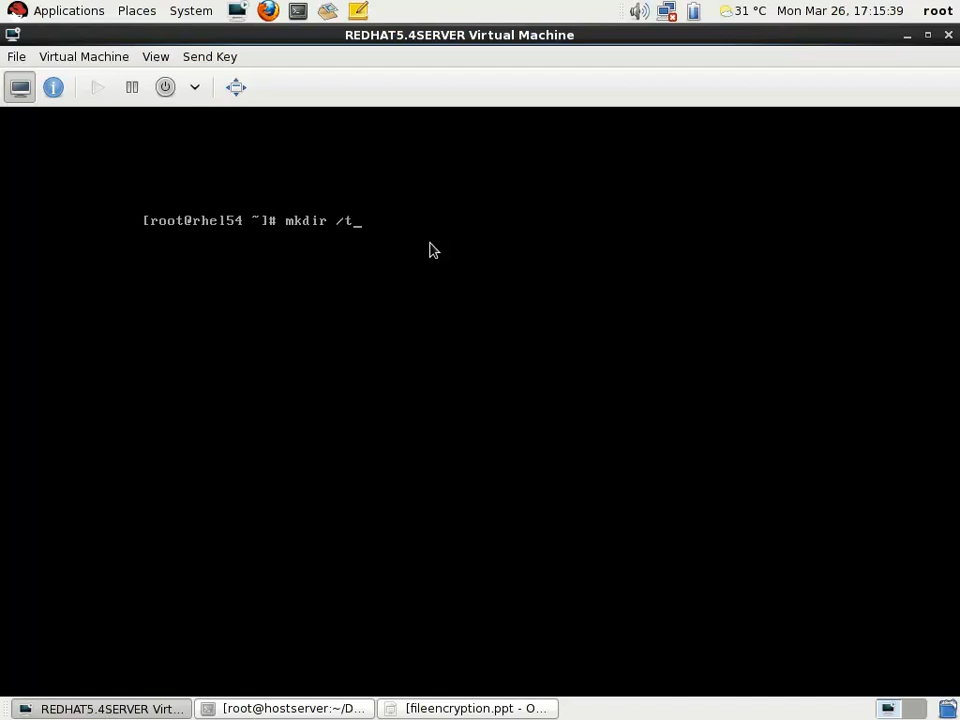 Applications Places System 31 °C Mon Mar 26, 17:15:39 root
REDHAT5.4SERVER Virtual Machine
File Virtual Machine View Send Key
[root@rhel54 ~]# mkdir /t_
REDHAT5.4SERVER Virt... [root@hostserver:~/D... [fileencryption.ppt - O...